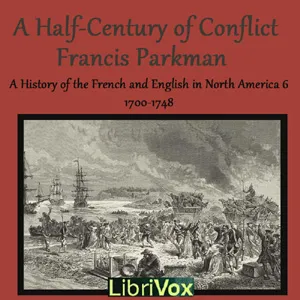 A Half-Century of Conflict
Francis Parkman
A History of the French and English in North America 6
1700-1748
LibriVox